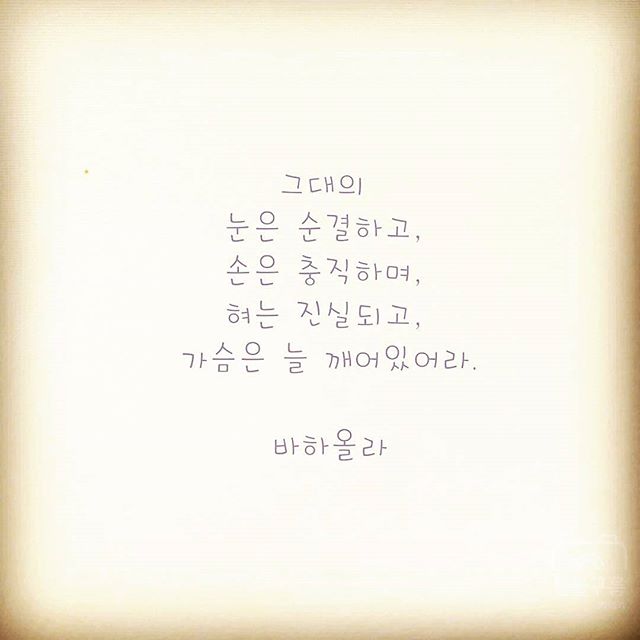 그대의
눈은 순결하고,
손은 충직하며,
혀는 진실되고,
가슴은 늘 깨어있어라.
바하올라